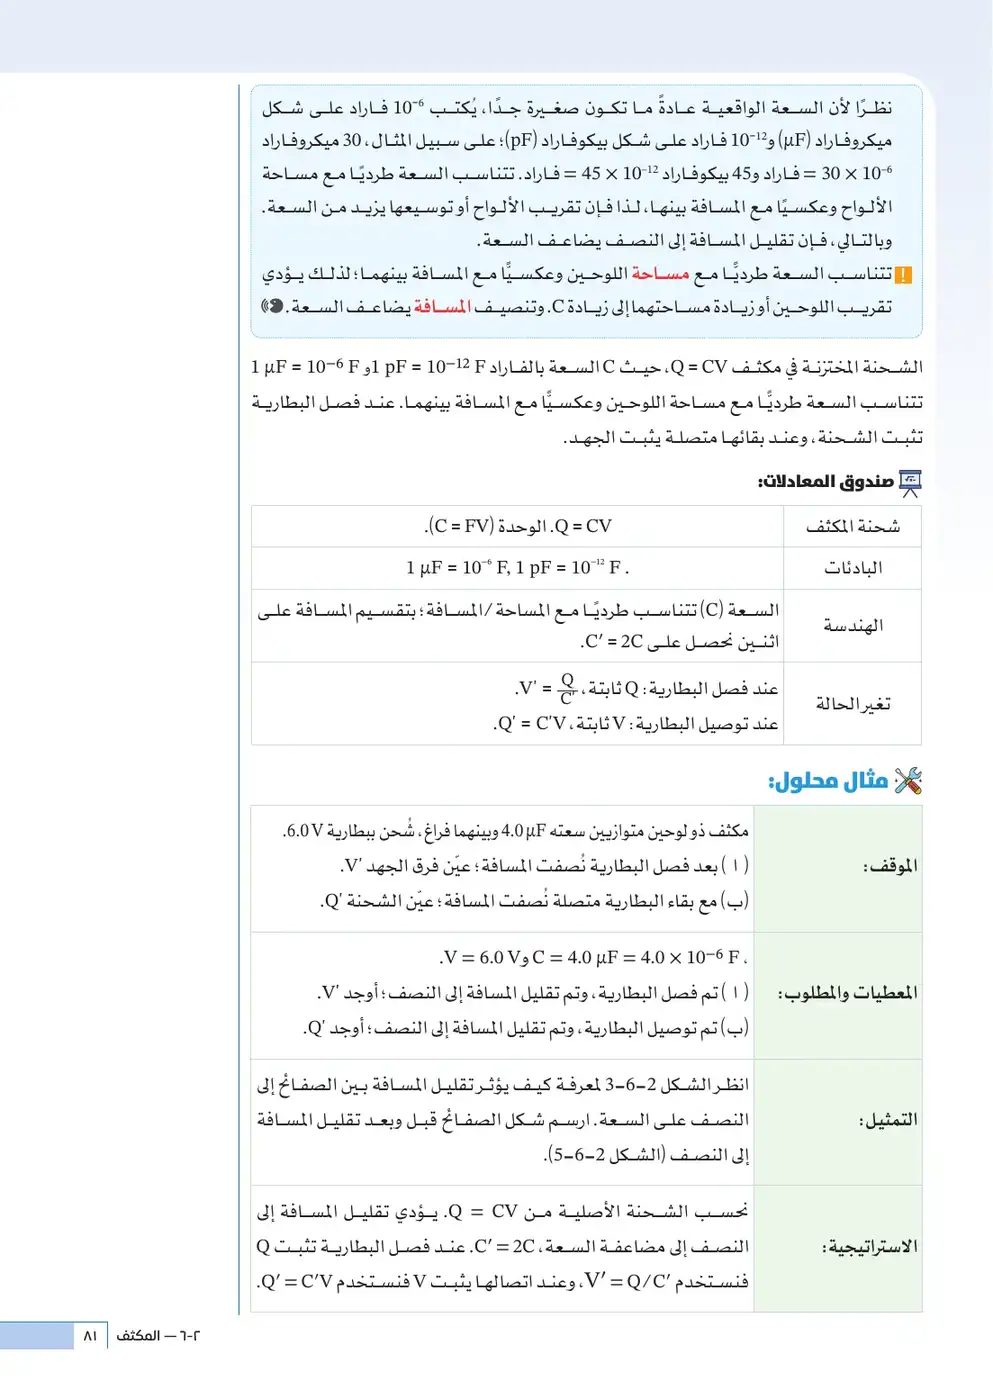 نظرًا لأن السعة الواقعية عادةً ما تكون صغيرة جدًا، يُكتب 10⁻⁶ فاراد على شكل
ميكروفاراد (µF) و10⁻¹² فاراد على شكل بيكوفاراد (pF)؛ على سبيل المثال، 30 ميكروفاراد
= 30 × 10⁻⁶ فاراد و45 بيكوفاراد = 45 × 10⁻¹² فاراد. تتناسب السعة طرديًا مع مساحة
الألواح وعكسيًا مع المسافة بينها، لذا فإن تقريب الألواح أو توسيعها يزيد من السعة.
وبالتالي، فإن تقليل المسافة إلى النصف يضاعف السعة.
! تتناسب السعة طرديًّا مع مساحة اللوحين وعكسيًّا مع المسافة بينهما؛ لذلك يؤدي
تقريب اللوحين أو زيادة مساحتهما إلى زيادة C. وتنصيف المسافة يضاعف السعة.
الشحنة المختزنة في مكثف Q = CV، حيث C السعة بالفاراد 1 pF = 10⁻¹² F و 1 µF = 10⁻⁶ F
تتناسب السعة طرديًّا مع مساحة اللوحين وعكسيًّا مع المسافة بينهما. عند فصل البطارية
تثبت الشحنة، وعند بقائها متصلة يثبت الجهد.
صندوق المعادلات:
شحنة المكثف
Q = CV. الوحدة (C = FV).
البادئات
1 µF = 10⁻⁶ F, 1 pF = 10⁻¹² F .
الهندسة
السعة (C) تتناسب طرديًا مع المساحة /المسافة؛ بتقسيم المسافة على
اثنين نحصل على C′ = 2C.
تغير الحالة
عند فصل البطارية: Q ثابتة، V′ = Q/C′.
عند توصيل البطارية: V ثابتة، Q′ = C′V.
مثال محلول:
الموقف:
مكثف ذو لوحين متوازيين سعته 4.0 µF وبينهما فراغ، شُحن ببطارية 6.0 V.
( ا ) بعد فصل البطارية نُصفت المسافة؛ عيّن فرق الجهد V′.
(ب) مع بقاء البطارية متصلة نُصفت المسافة؛ عيّن الشحنة Q′.
المعطيات والمطلوب:
C = 4.0 µF = 4.0 × 10⁻⁶ F ، وV = 6.0 V.
( ا ) تم فصل البطارية، وتم تقليل المسافة إلى النصف؛ أوجد V′.
(ب) تم توصيل البطارية، وتم تقليل المسافة إلى النصف؛ أوجد Q′.
التمثيل:
انظر الشكل 2-6-3 لمعرفة كيف يؤثر تقليل المسافة بين الصفائح إلى
النصف على السعة. ارسم شكل الصفائح قبل وبعد تقليل المسافة
إلى النصف (الشكل 2-6-5).
الاستراتيجية:
نحسب الشحنة الأصلية من Q = CV. يؤدي تقليل المسافة إلى
النصف إلى مضاعفة السعة، C′ = 2C. عند فصل البطارية تثبت Q
فنستخدم V′ = Q/C′، وعند اتصالها يثبت V فنستخدم Q′ = C′V.
٢-٦ — المكثف ٨١